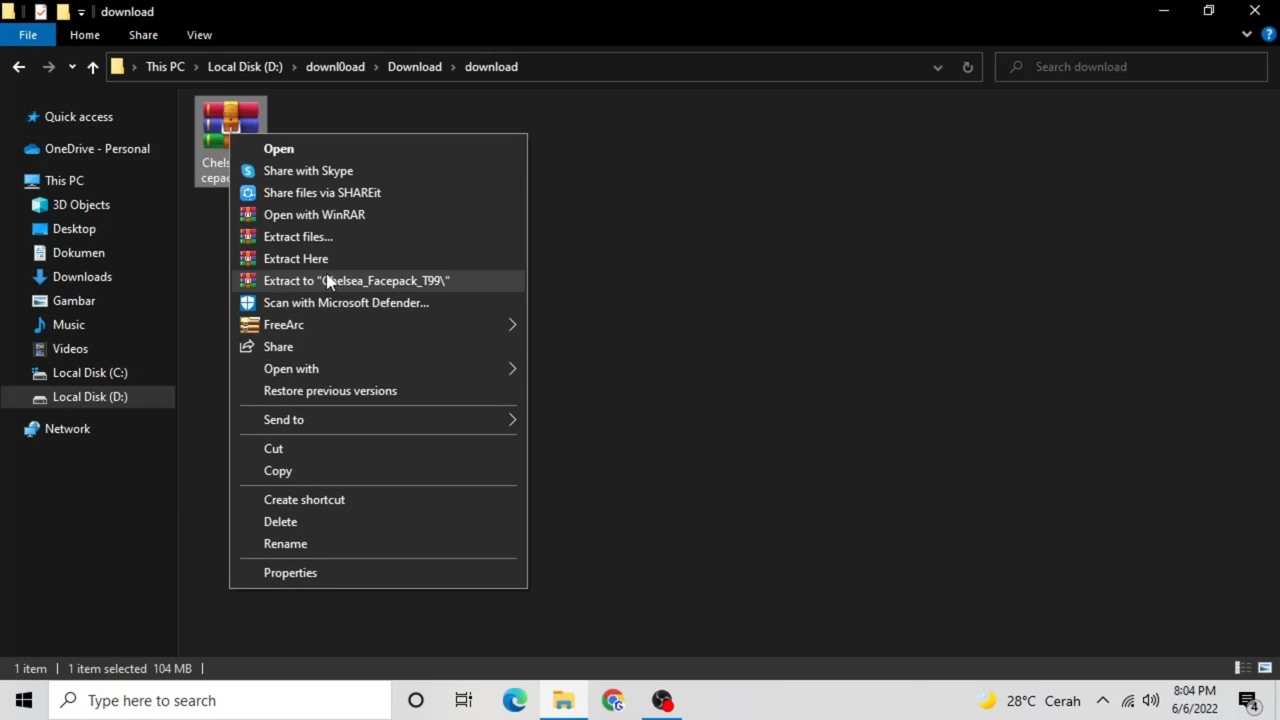 download
File Home Share View
This PC Local Disk (D:) downl0oad Download download Search download
Quick access
OneDrive - Personal
This PC
3D Objects
Desktop
Dokumen
Downloads
Gambar
Music
Videos
Local Disk (C:)
Local Disk (D:)
Network
Open
Share with Skype
Share files via SHAREit
Open with WinRAR
Extract files...
Extract Here
Extract to "Chelsea_Facepack_T99\"
Scan with Microsoft Defender...
FreeArc
Share
Open with
Restore previous versions
Send to
Cut
Copy
Create shortcut
Delete
Rename
Properties
1 item 1 item selected 104 MB
Type here to search
28°C Cerah
8:04 PM
6/6/2022
4